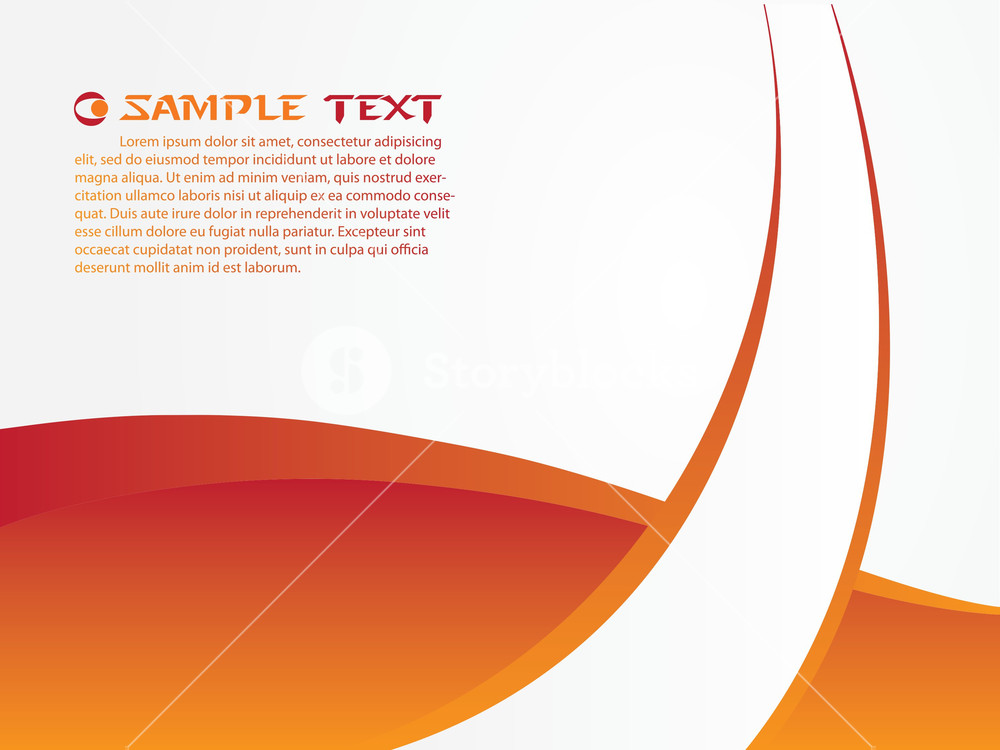 SAMPLE TEXT
Lorem ipsum dolor sit amet, consectetur adipisicing
elit, sed do eiusmod tempor incididunt ut labore et dolore
magna aliqua. Ut enim ad minim veniam, quis nostrud exer-
citation ullamco laboris nisi ut aliquip ex ea commodo conse-
quat. Duis aute irure dolor in reprehenderit in voluptate velit
esse cillum dolore eu fugiat nulla pariatur. Excepteur sint
occaecat cupidatat non proident, sunt in culpa qui officia
deserunt mollit anim id est laborum.
Storyblocks